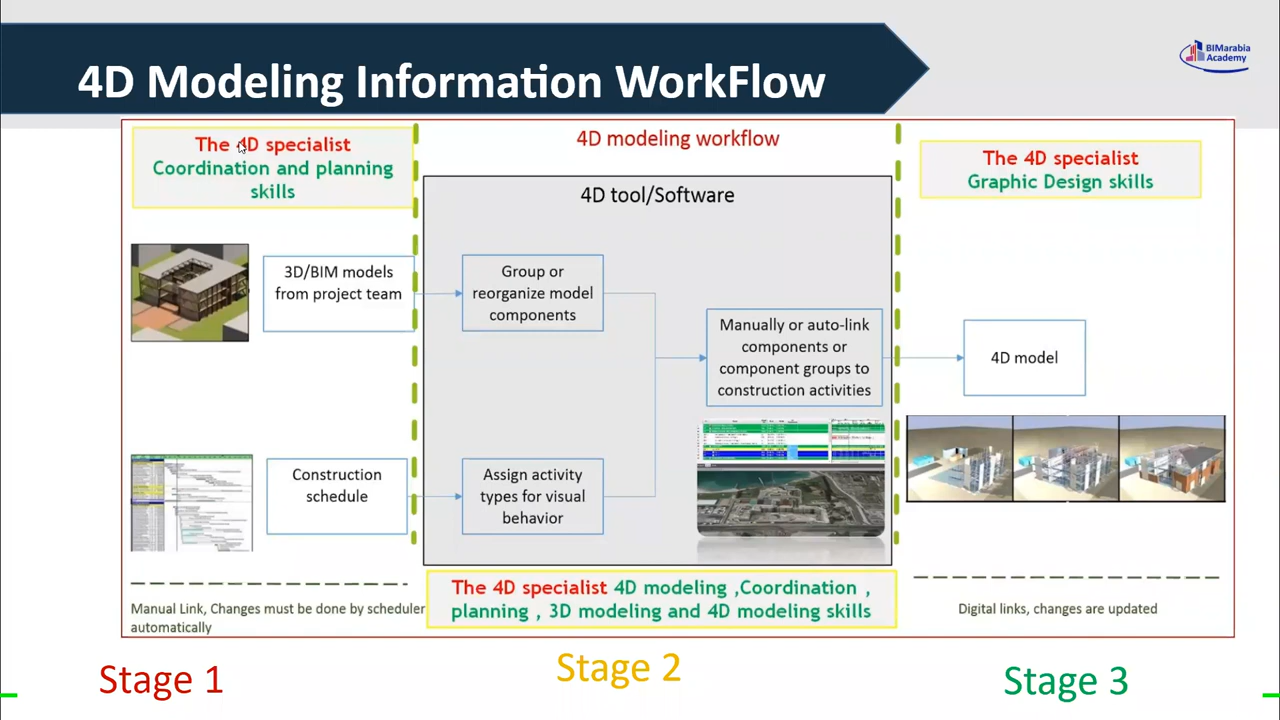 4D Modeling Information WorkFlow
BIMarabia
Academy
The 4D specialist
Coordination and planning
skills
4D modeling workflow
The 4D specialist
Graphic Design skills
4D tool/Software
3D/BIM models
from project team
Group or
reorganize model
components
Manually or auto-link
components or
component groups to
construction activities
4D model
Construction
schedule
Assign activity
types for visual
behavior
The 4D specialist 4D modeling ,Coordination ,
planning , 3D modeling and 4D modeling skills
Manual Link, Changes must be done by scheduler
automatically
Digital links, changes are updated
Stage 1
Stage 2
Stage 3